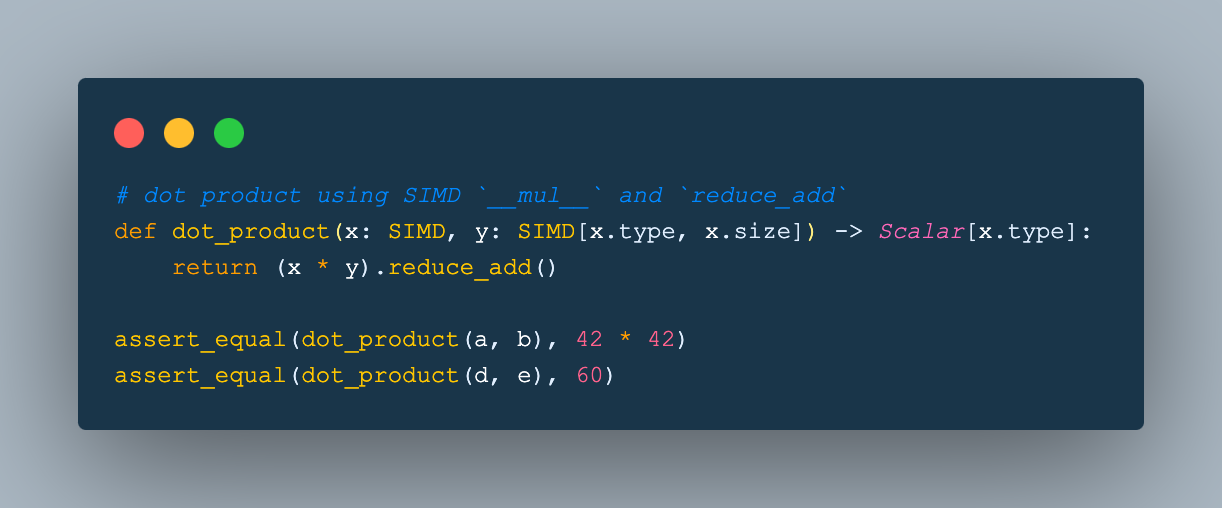 # dot product using SIMD `__mul__` and `reduce_add`
def dot_product(x: SIMD, y: SIMD[x.type, x.size]) -> Scalar[x.type]:
    return (x * y).reduce_add()
assert_equal(dot_product(a, b), 42 * 42)
assert_equal(dot_product(d, e), 60)